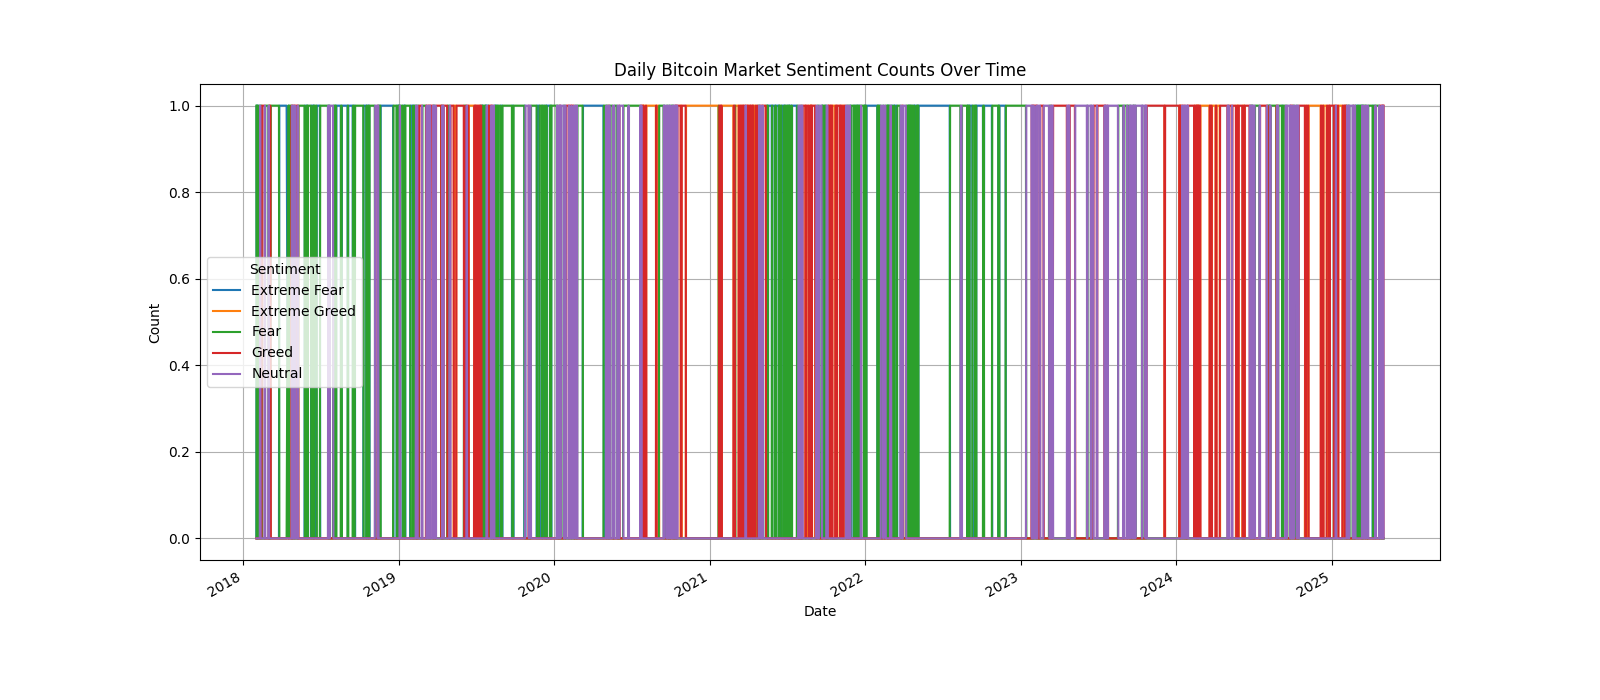 Daily Bitcoin Market Sentiment Counts Over Time
1.0
0.8
0.6
0.4
0.2
0.0
Count
Sentiment
Extreme Fear
Extreme Greed
Fear
Greed
Neutral
2018
2019
2020
2021
2022
2023
2024
2025
Date